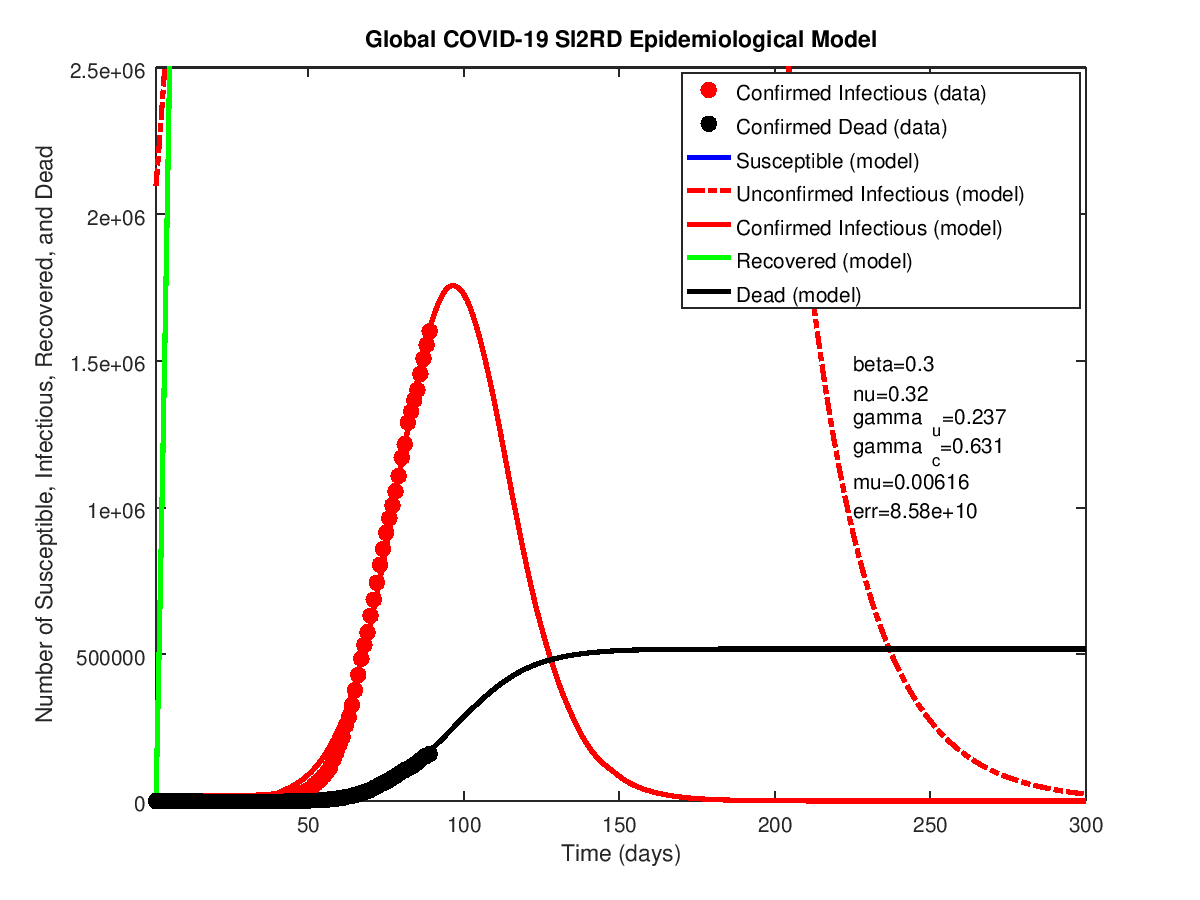 Global COVID-19 SI2RD Epidemiological Model
Number of Susceptible, Infectious, Recovered, and Dead
2.5e+06
2e+06
1.5e+06
1e+06
500000
0
Confirmed Infectious (data)
Confirmed Dead (data)
Susceptible (model)
Unconfirmed Infectious (model)
Confirmed Infectious (model)
Recovered (model)
Dead (model)
beta=0.3
nu=0.32
gamma u=0.237
gamma c=0.631
mu=0.00616
err=8.58e+10
50 100 150 200 250 300
Time (days)